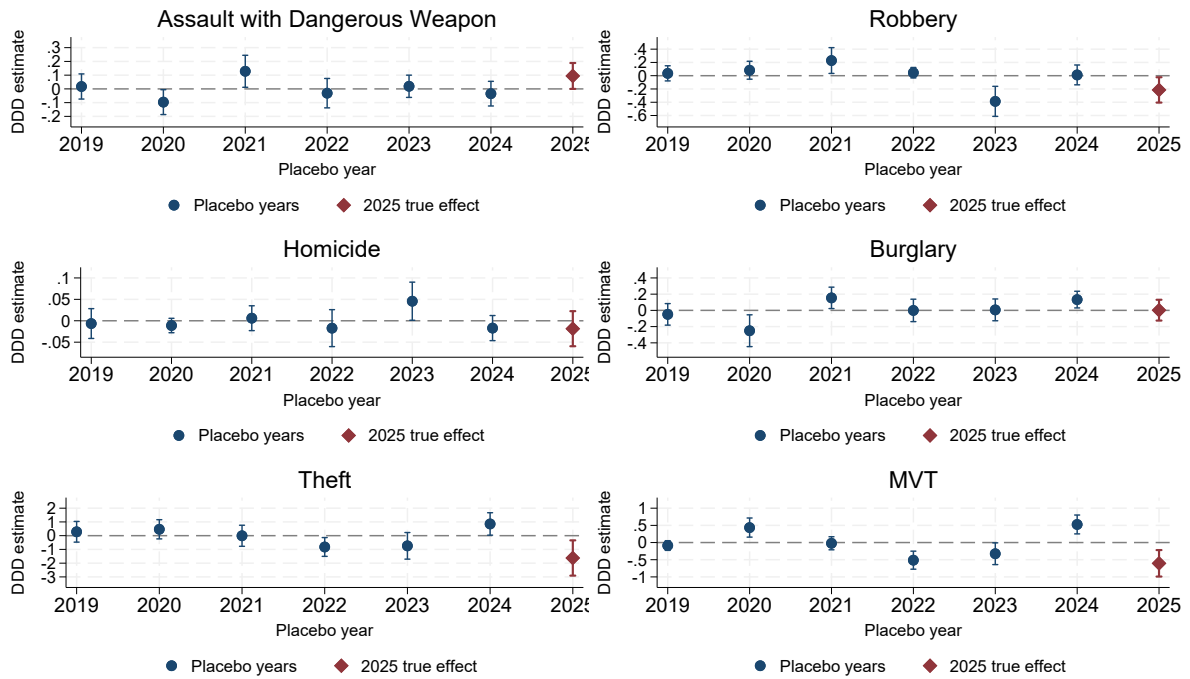 Assault with Dangerous Weapon
DDD estimate
.3
.2
.1
0
-.1
-.2
2019 2020 2021 2022 2023 2024 2025
Placebo year
Placebo years 2025 true effect
Robbery
DDD estimate
.4
.2
0
-.2
-.4
-.6
2019 2020 2021 2022 2023 2024 2025
Placebo year
Placebo years 2025 true effect
Homicide
DDD estimate
.1
.05
0
-.05
2019 2020 2021 2022 2023 2024 2025
Placebo year
Placebo years 2025 true effect
Burglary
DDD estimate
.4
.2
0
-.2
-.4
2019 2020 2021 2022 2023 2024 2025
Placebo year
Placebo years 2025 true effect
Theft
DDD estimate
2
1
0
-1
-2
-3
2019 2020 2021 2022 2023 2024 2025
Placebo year
Placebo years 2025 true effect
MVT
DDD estimate
1
.5
0
-.5
-1
2019 2020 2021 2022 2023 2024 2025
Placebo year
Placebo years 2025 true effect